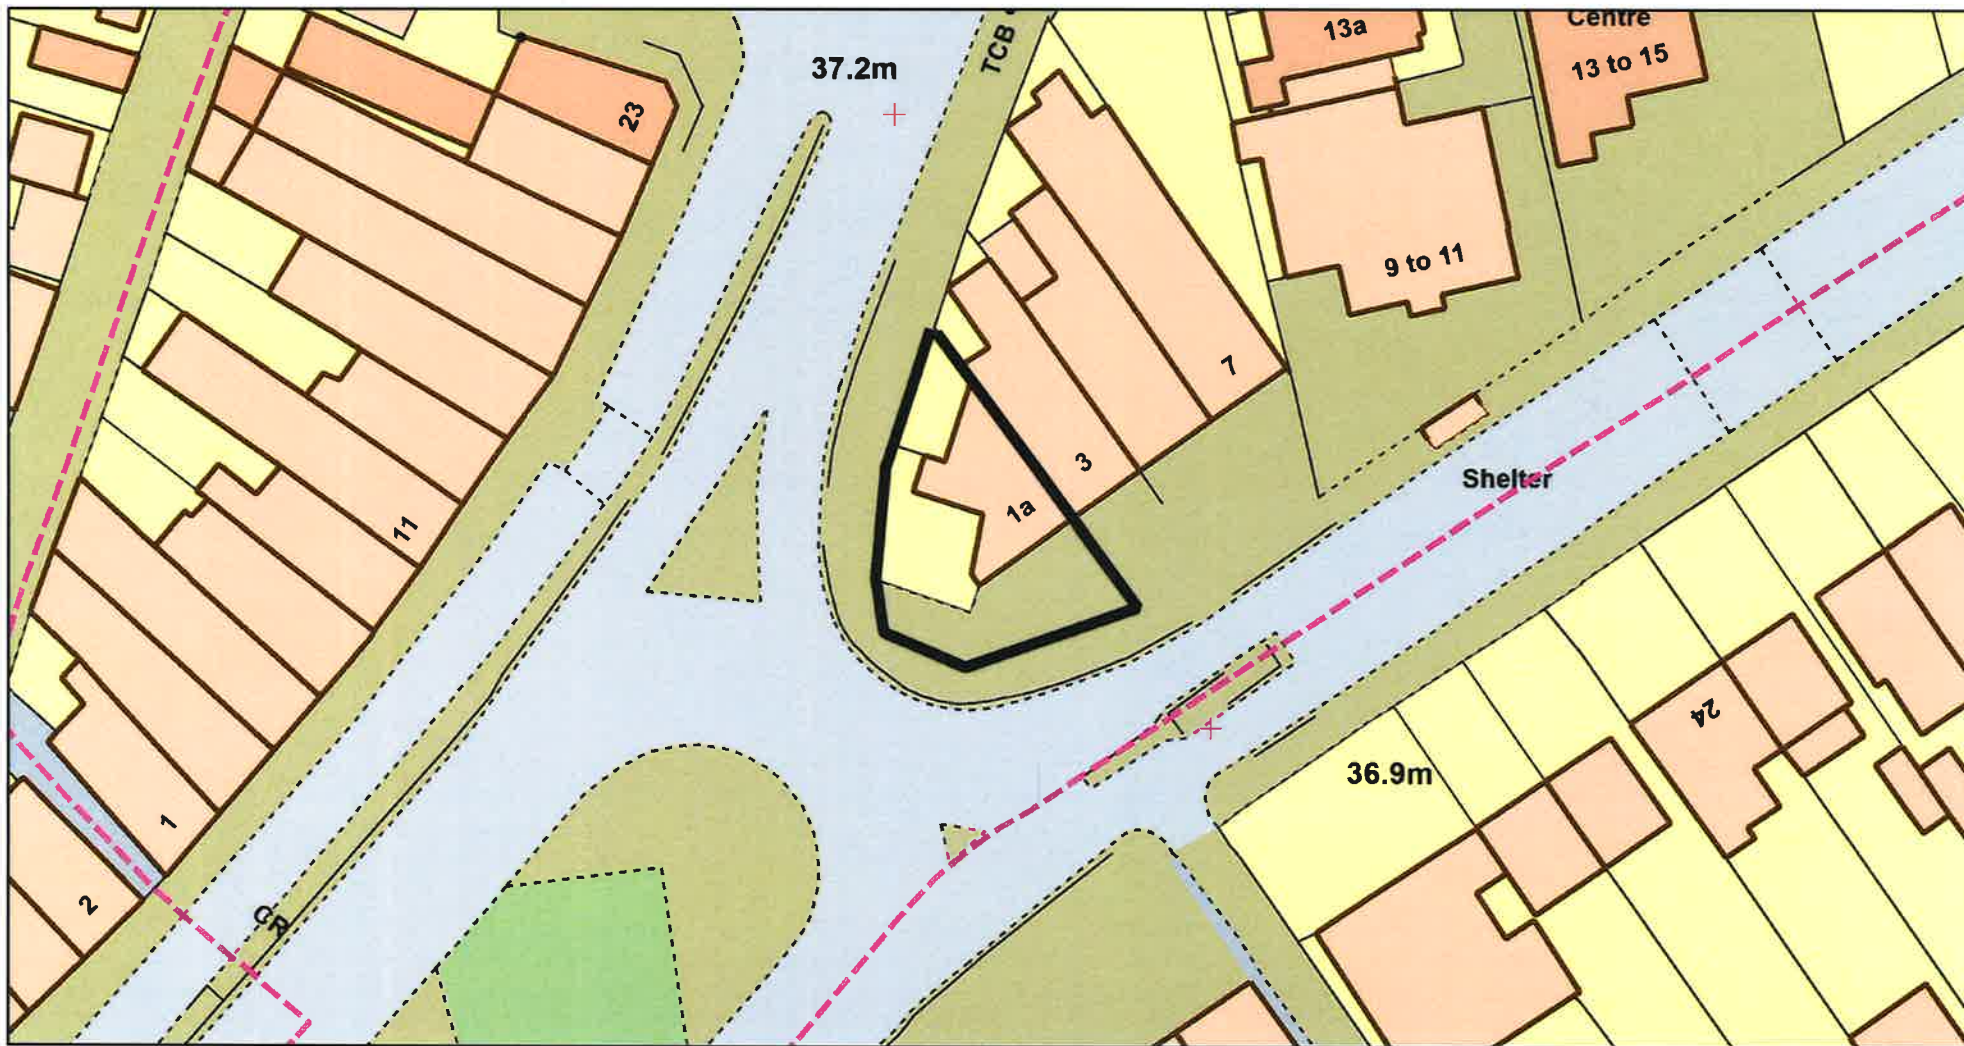 Centre
13 to 15
13a
TCB
37.2m
23
9 to 11
7
3
1a
Shelter
11
24
36.9m
1
2
CR